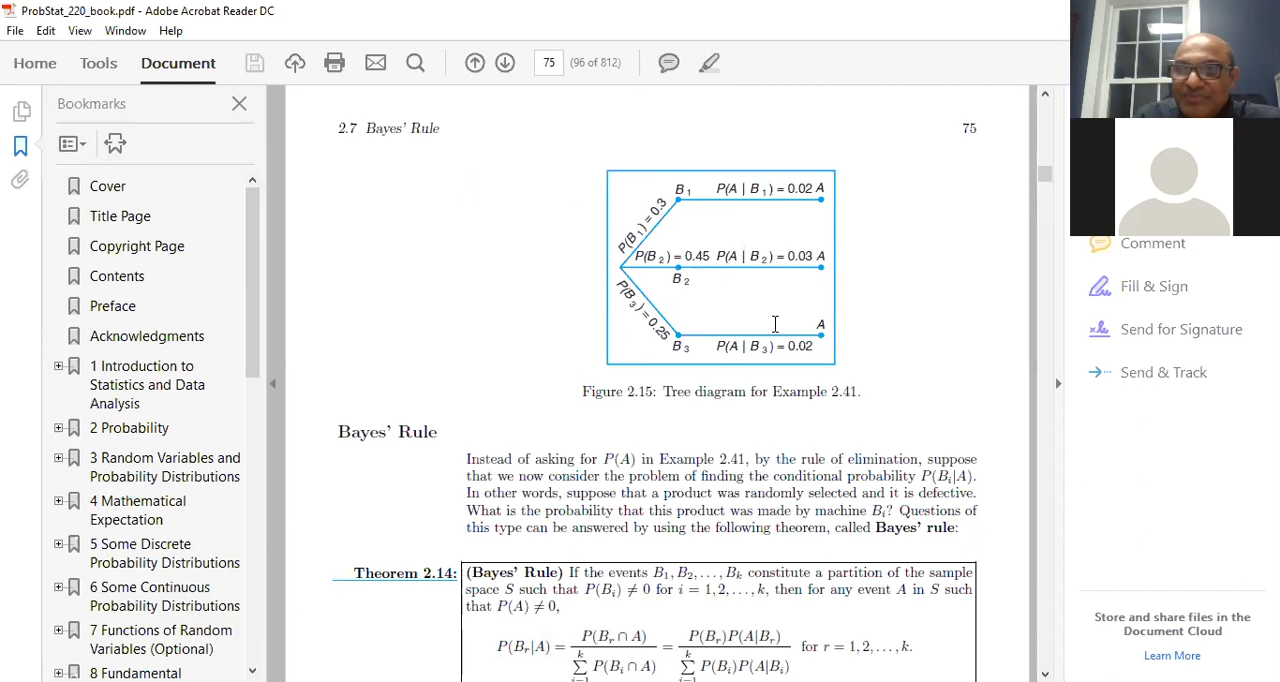 ProbStat_220_book.pdf - Adobe Acrobat Reader DC
File Edit View Window Help
Home Tools Document 75 (96 of 812)
Bookmarks
Cover
Title Page
Copyright Page
Contents
Preface
Acknowledgments
1 Introduction to
Statistics and Data
Analysis
2 Probability
3 Random Variables and
Probability Distributions
4 Mathematical
Expectation
5 Some Discrete
Probability Distributions
6 Some Continuous
Probability Distributions
7 Functions of Random
Variables (Optional)
8 Fundamental
2.7 Bayes' Rule 75
B1 P(A | B1) = 0.02 A
P(B1) = 0.3
P(B2) = 0.45 P(A | B2) = 0.03 A
B2
P(B3) = 0.25
A
B3 P(A | B3) = 0.02
Figure 2.15: Tree diagram for Example 2.41.
Bayes' Rule
Instead of asking for P(A) in Example 2.41, by the rule of elimination, suppose
that we now consider the problem of finding the conditional probability P(Bi|A).
In other words, suppose that a product was randomly selected and it is defective.
What is the probability that this product was made by machine Bi? Questions of
this type can be answered by using the following theorem, called Bayes' rule:
Theorem 2.14: (Bayes' Rule) If the events B1, B2, . . . , Bk constitute a partition of the sample
space S such that P(Bi) ≠ 0 for i = 1, 2, . . . , k, then for any event A in S such
that P(A) ≠ 0,
P(Br|A) = P(Br ∩ A) / k∑i=1 P(Bi ∩ A) = P(Br)P(A|Br) / k∑i=1 P(Bi)P(A|Bi) for r = 1, 2, . . . , k.
Comment
Fill & Sign
Send for Signature
Send & Track
Store and share files in the
Document Cloud
Learn More